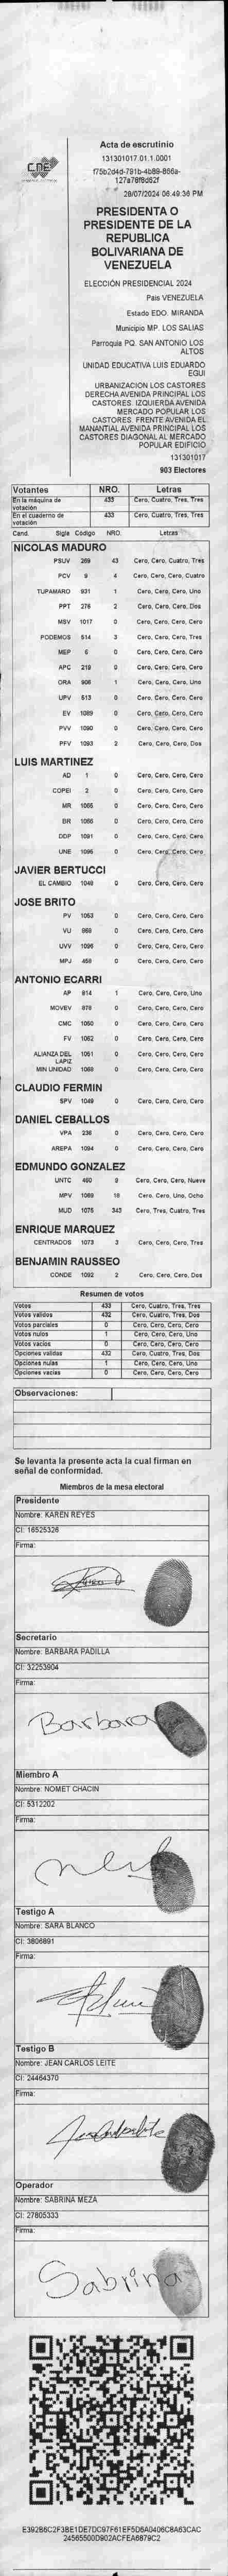 CNE
Acta de escrutinio
131301017.01.1.0001
127a76f8d62f
28/07/2024 06:49:36 PM
PRESIDENTA O
PRESIDENTE DE LA
REPUBLICA
BOLIVARIANA DE
VENEZUELA
ELECCIÓN PRESIDENCIAL 2024
Pais VENEZUELA
Estado EDO. MIRANDA
Municipio MP. LOS SALIAS
Parroquia PQ. SAN ANTONIO LOS
ALTOS
UNIDAD EDUCATIVA LUIS EDUARDO
EGUI
URBANIZACION LOS CASTORES
DERECHA AVENIDA PRINCIPAL LOS
CASTORES. IZQUIERDA AVENIDA
MERCADO POPULAR LOS
CASTORES. FRENTE AVENIDA EL
MANANTIAL AVENIDA PRINCIPAL LOS
CASTORES DIAGONAL AL MERCADO
POPULAR EDIFICIO
131301017
903 Electores
Votantes NRO. Letras
En la máquina de votación 433 Cero, Cuatro, Tres, Tres
En el cuaderno de votación 433 Cero, Cuatro, Tres, Tres
Cand. Sigla Codigo NRO. Letras
NICOLAS MADURO
PSUV 269 43 Cero, Cero, Cuatro, Tres
PCV 9 4 Cero, Cero, Cero, Cuatro
TUPAMARO 931 1 Cero, Cero, Cero, Uno
PPT 276 2 Cero, Cero, Cero, Dos
MSV 1017 0 Cero, Cero, Cero, Cero
PODEMOS 514 3 Cero, Cero, Cero, Tres
MEP 6 0 Cero, Cero, Cero, Cero
APC 219 0 Cero, Cero, Cero, Cero
ORA 906 1 Cero, Cero, Cero, Uno
UPV 513 0 Cero, Cero, Cero, Cero
EV 1089 0 Cero, Cero, Cero, Cero
PVV 1090 0 Cero, Cero, Cero, Cero
PFV 1093 2 Cero, Cero, Cero, Dos
LUIS MARTINEZ
AD 1 0 Cero, Cero, Cero, Cero
COPEI 2 0 Cero, Cero, Cero, Cero
MR 1065 0 Cero, Cero, Cero, Cero
BR 1066 0 Cero, Cero, Cero, Cero
DDP 1091 0 Cero, Cero, Cero, Cero
UNE 1096 0 Cero, Cero, Cero, Cero
JAVIER BERTUCCI
EL CAMBIO 1048 0 Cero, Cero, Cero, Cero
JOSE BRITO
PV 1053 0 Cero, Cero, Cero, Cero
VU 969 0 Cero, Cero, Cero, Cero
UVV 1096 0 Cero, Cero, Cero, Cero
MPJ 458 0 Cero, Cero, Cero, Cero
ANTONIO ECARRI
AP 814 1 Cero, Cero, Cero, Uno
MOVEV 878 0 Cero, Cero, Cero, Cero
CMC 1050 0 Cero, Cero, Cero, Cero
FV 1052 0 Cero, Cero, Cero, Cero
ALIANZA DEL LAPIZ 1051 0 Cero, Cero, Cero, Cero
MIN UNIDAD 1068 0 Cero, Cero, Cero, Cero
CLAUDIO FERMIN
SPV 1049 0 Cero, Cero, Cero, Cero
DANIEL CEBALLOS
VPA 236 0 Cero, Cero, Cero, Cero
AREPA 1094 0 Cero, Cero, Cero, Cero
EDMUNDO GONZALEZ
UNTC 480 9 Cero, Cero, Cero, Nueve
MPV 1069 18 Cero, Cero, Uno, Ocho
MUD 1075 343 Cero, Tres, Cuatro, Tres
ENRIQUE MARQUEZ
CENTRADOS 1073 3 Cero, Cero, Cero, Tres
BENJAMIN RAUSSEO
CONDE 1092 2 Cero, Cero, Cero, Dos
Resumen de votos
Votos 433 Cero, Cuatro, Tres, Tres
Votos validos 432 Cero, Cuatro, Tres, Dos
Votos parciales 0 Cero, Cero, Cero, Cero
Votos nulos 1 Cero, Cero, Cero, Uno
Votos vacios 0 Cero, Cero, Cero, Cero
Opciones validas 432 Cero, Cuatro, Tres, Dos
Opciones nulas 1 Cero, Cero, Cero, Uno
Opciones vacias 0 Cero, Cero, Cero, Cero
Observaciones:
Se levanta la presente acta la cual firman en
señal de conformidad.
Miembros de la mesa electoral
Presidente
Nombre: KAREN REYES
CI: 16525326
Firma:
Secretario
Nombre: BARBARA PADILLA
CI: 32253904
Firma:
Barbara
Miembro A
Nombre: NOMET CHACIN
CI: 5312202
Firma:
Testigo A
Nombre: SARA BLANCO
CI: 3806891
Firma:
Testigo B
Nombre: JEAN CARLOS LEITE
CI: 24464370
Firma:
Operador
Nombre: SABRINA MEZA
CI: 27805333
Firma:
Sabrina